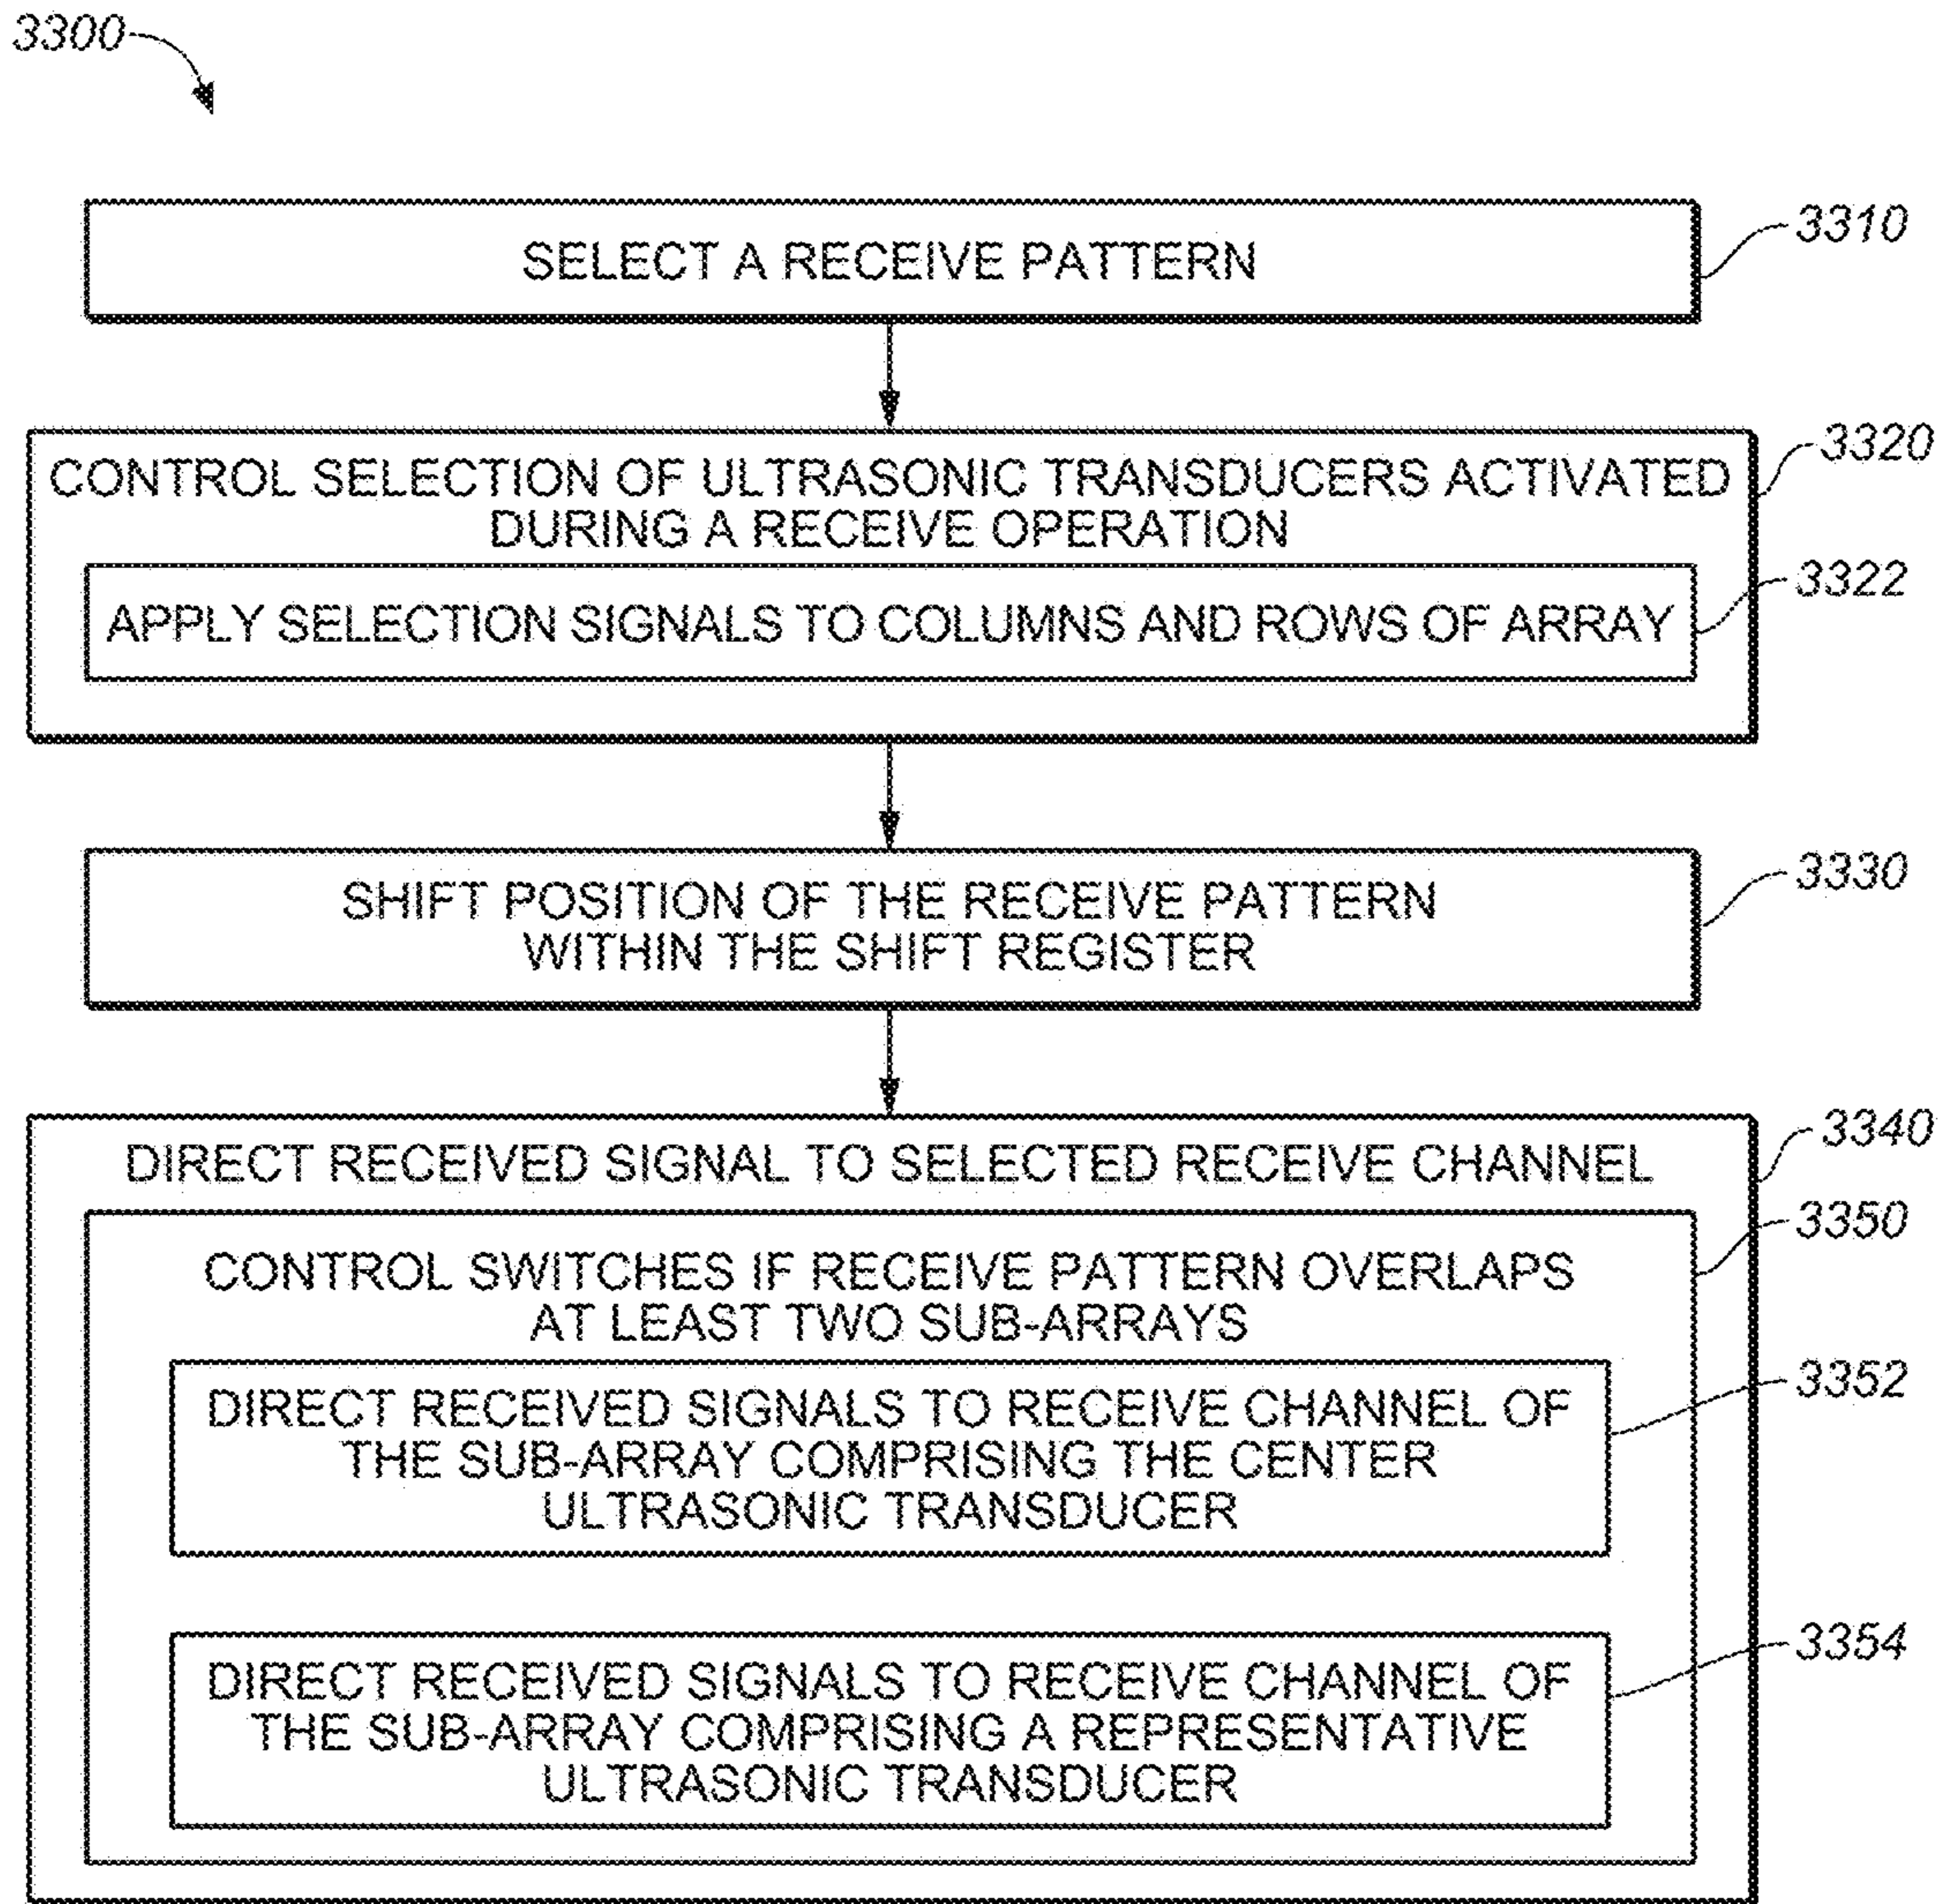 3300
SELECT A RECEIVE PATTERN
3310
CONTROL SELECTION OF ULTRASONIC TRANSDUCERS ACTIVATED
DURING A RECEIVE OPERATION
3320
APPLY SELECTION SIGNALS TO COLUMNS AND ROWS OF ARRAY
3322
SHIFT POSITION OF THE RECEIVE PATTERN
WITHIN THE SHIFT REGISTER
3330
DIRECT RECEIVED SIGNAL TO SELECTED RECEIVE CHANNEL
3340
CONTROL SWITCHES IF RECEIVE PATTERN OVERLAPS
AT LEAST TWO SUB-ARRAYS
3350
DIRECT RECEIVED SIGNALS TO RECEIVE CHANNEL OF
THE SUB-ARRAY COMPRISING THE CENTER
ULTRASONIC TRANSDUCER
3352
DIRECT RECEIVED SIGNALS TO RECEIVE CHANNEL OF
THE SUB-ARRAY COMPRISING A REPRESENTATIVE
ULTRASONIC TRANSDUCER
3354